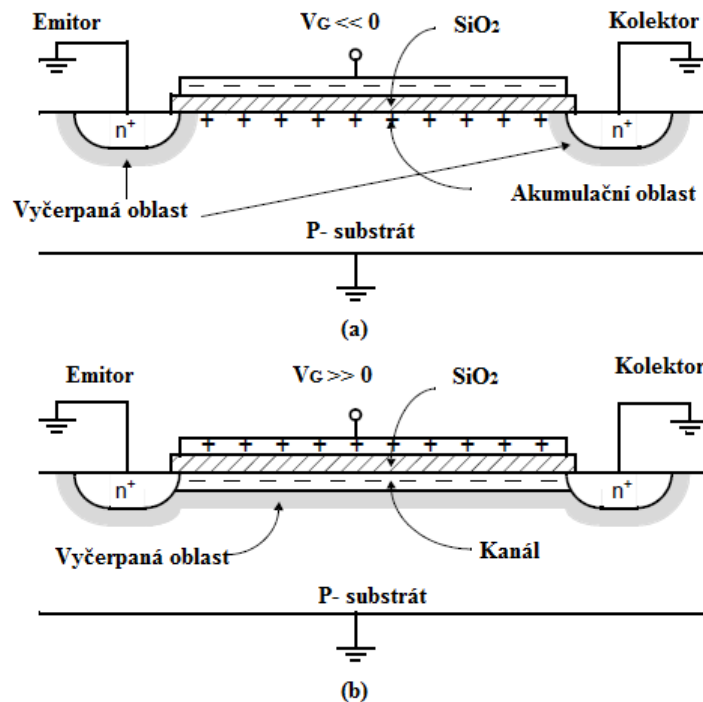 Emitor
VG << 0
SiO2
Kolektor
n+
n+
Vyčerpaná oblast
Akumulační oblast
P- substrát
(a)
Emitor
VG >> 0
SiO2
Kolektor
n+
n+
Vyčerpaná oblast
Kanál
P- substrát
(b)